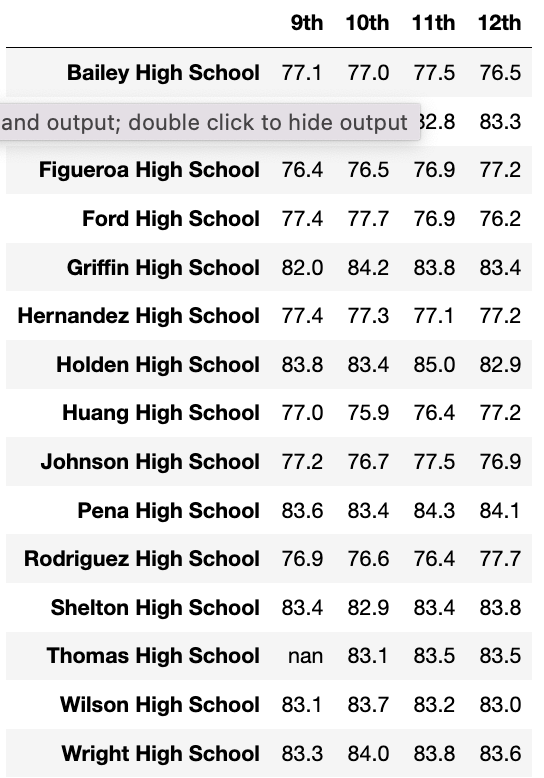 9th 10th 11th 12th
Bailey High School 77.1 77.0 77.5 76.5
and output; double click to hide output 82.8 83.3
Figueroa High School 76.4 76.5 76.9 77.2
Ford High School 77.4 77.7 76.9 76.2
Griffin High School 82.0 84.2 83.8 83.4
Hernandez High School 77.4 77.3 77.1 77.2
Holden High School 83.8 83.4 85.0 82.9
Huang High School 77.0 75.9 76.4 77.2
Johnson High School 77.2 76.7 77.5 76.9
Pena High School 83.6 83.4 84.3 84.1
Rodriguez High School 76.9 76.6 76.4 77.7
Shelton High School 83.4 82.9 83.4 83.8
Thomas High School nan 83.1 83.5 83.5
Wilson High School 83.1 83.7 83.2 83.0
Wright High School 83.3 84.0 83.8 83.6